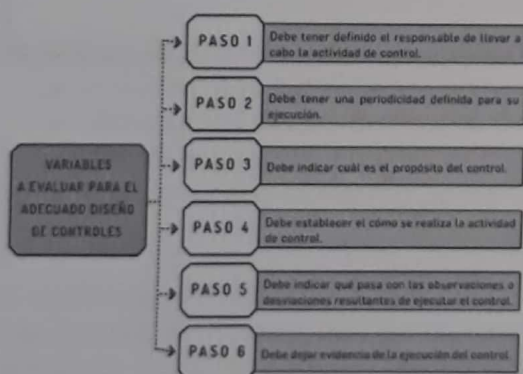 VARIABLES
A EVALUAR PARA EL
ADECUADO DISEÑO
DE CONTROLES
PASO 1
Debe tener definido el responsable de llevar a
cabo la actividad de control.
PASO 2
Debe tener una periodicidad definida para su
ejecución.
PASO 3
Debe indicar cuál es el propósito del control.
PASO 4
Debe establecer el cómo se realiza la actividad
de control.
PASO 5
Debe indicar qué pasa con las observaciones o
desviaciones resultantes de ejecutar el control.
PASO 6
Debe dejar evidencia de la ejecución del control.